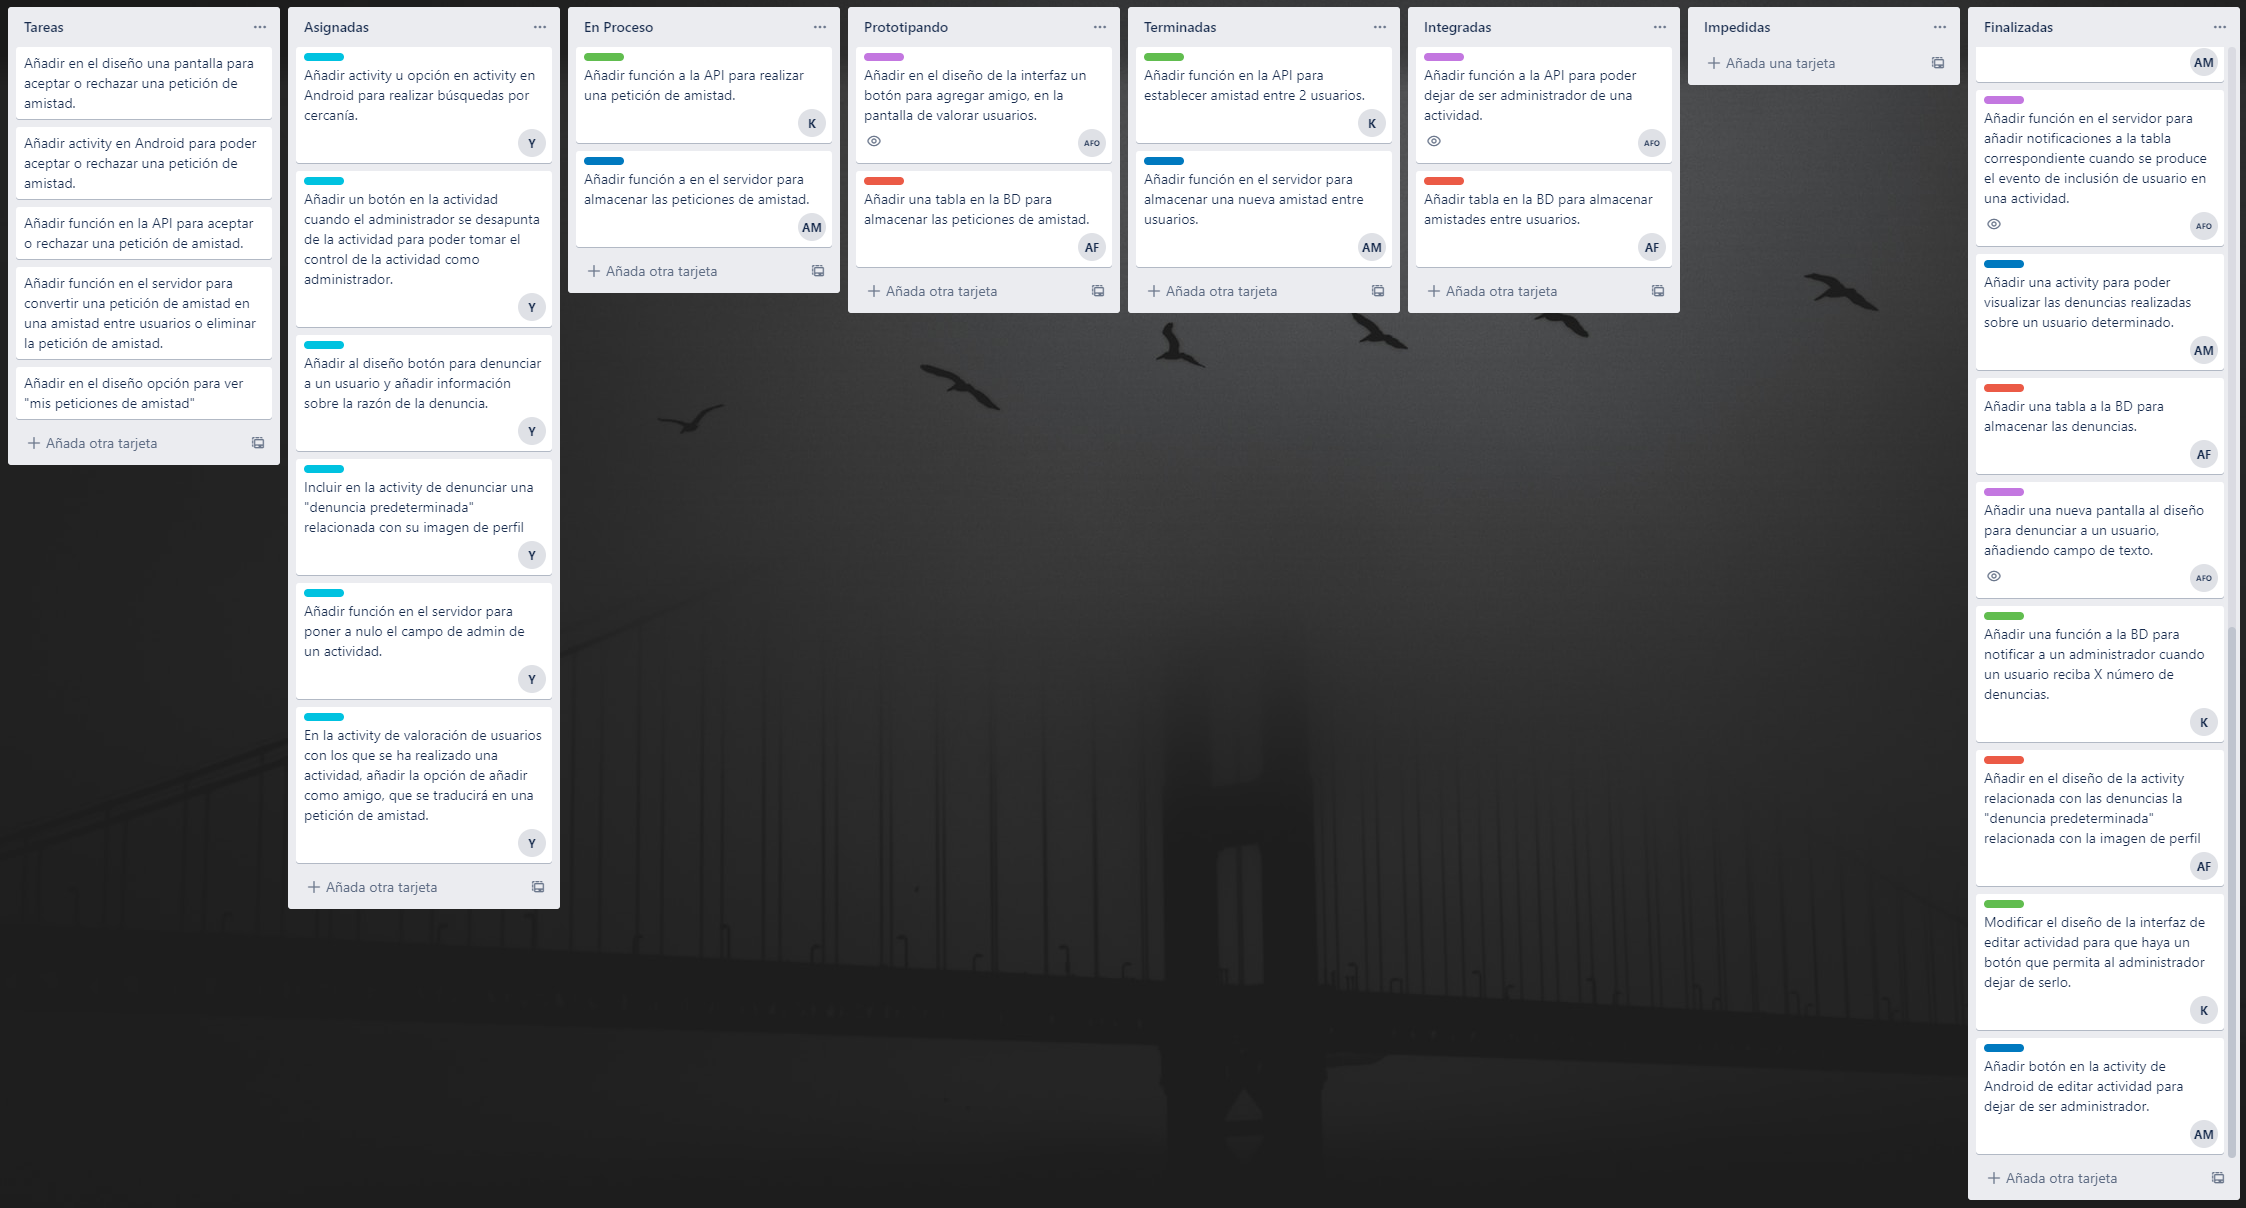 Tareas
Añadir en el diseño una pantalla para
aceptar o rechazar una petición de
amistad.
Añadir activity en Android para poder
aceptar o rechazar una petición de
amistad.
Añadir función en la API para aceptar
o rechazar una petición de amistad.
Añadir función en el servidor para
convertir una petición de amistad en
una amistad entre usuarios o eliminar
la petición de amistad.
Añadir en el diseño opción para ver
"mis peticiones de amistad"
Añada otra tarjeta
Asignadas
Añadir activity u opción en activity en
Android para realizar búsquedas por
cercanía.
Y
Añadir un botón en la actividad
cuando el administrador se desapunta
de la actividad para poder tomar el
control de la actividad como
administrador.
Y
Añadir al diseño botón para denunciar
a un usuario y añadir información
sobre la razón de la denuncia.
Y
Incluir en la activity de denunciar una
"denuncia predeterminada"
relacionada con su imagen de perfil
Y
Añadir función en el servidor para
poner a nulo el campo de admin de
un actividad.
Y
En la activity de valoración de usuarios
con los que se ha realizado una
actividad, añadir la opción de añadir
como amigo, que se traducirá en una
petición de amistad.
Y
Añada otra tarjeta
En Proceso
Añadir función a la API para realizar
una petición de amistad.
K
Añadir función a en el servidor para
almacenar las peticiones de amistad.
AM
Añada otra tarjeta
Prototipando
Añadir en el diseño de la interfaz un
botón para agregar amigo, en la
pantalla de valorar usuarios.
AFO
Añadir una tabla en la BD para
almacenar las peticiones de amistad.
AF
Añada otra tarjeta
Terminadas
Añadir función en la API para
establecer amistad entre 2 usuarios.
K
Añadir función en el servidor para
almacenar una nueva amistad entre
usuarios.
AM
Añada otra tarjeta
Integradas
Añadir función a la API para poder
dejar de ser administrador de una
actividad.
AFO
Añadir tabla en la BD para almacenar
amistades entre usuarios.
AF
Añada otra tarjeta
Impedidas
Añada una tarjeta
Finalizadas
AM
Añadir función en el servidor para
añadir notificaciones a la tabla
correspondiente cuando se produce
el evento de inclusión de usuario en
una actividad.
AFO
Añadir una activity para poder
visualizar las denuncias realizadas
sobre un usuario determinado.
AM
Añadir una tabla a la BD para
almacenar las denuncias.
AF
Añadir una nueva pantalla al diseño
para denunciar a un usuario,
añadiendo campo de texto.
AFO
Añadir una función a la BD para
notificar a un administrador cuando
un usuario reciba X número de
denuncias.
K
Añadir en el diseño de la activity
relacionada con las denuncias la
"denuncia predeterminada"
relacionada con la imagen de perfil
AF
Modificar el diseño de la interfaz de
editar actividad para que haya un
botón que permita al administrador
dejar de serlo.
K
Añadir botón en la activity de
Android de editar actividad para
dejar de ser administrador.
AM
Añada otra tarjeta